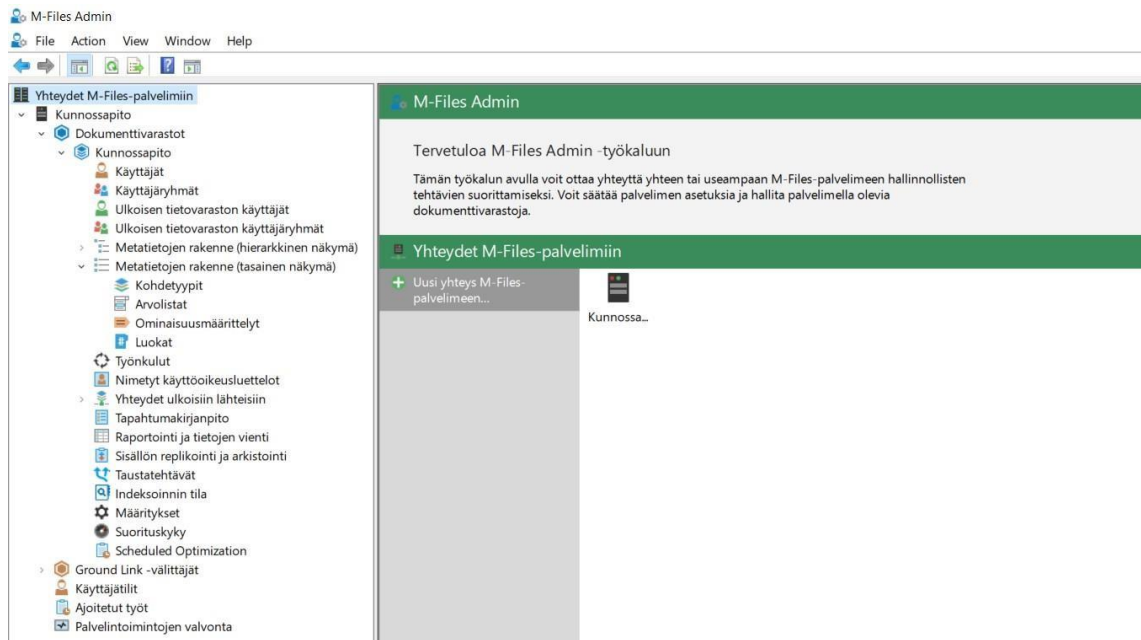 M-Files Admin
File Action View Window Help
Yhteydet M-Files-palvelimiin
Kunnossapito
Dokumenttivarastot
Kunnossapito
Käyttäjät
Käyttäjäryhmät
Ulkoisen tietovaraston käyttäjät
Ulkoisen tietovaraston käyttäjäryhmät
Metatietojen rakenne (hierarkkinen näkymä)
Metatietojen rakenne (tasainen näkymä)
Kohdetyypit
Arvolistat
Ominaisuusmäärittelyt
Luokat
Työnkulut
Nimetyt käyttöoikeusluettelot
Yhteydet ulkoisiin lähteisiin
Tapahtumakirjanpito
Raportointi ja tietojen vienti
Sisällön replikointi ja arkistointi
Taustatehtävät
Indeksoinnin tila
Määritykset
Suorituskyky
Scheduled Optimization
Ground Link -välittäjät
Käyttäjätilit
Ajoitetut työt
Palvelintoimintojen valvonta
M-Files Admin
Tervetuloa M-Files Admin -työkaluun
Tämän työkalun avulla voit ottaa yhteyttä yhteen tai useampaan M-Files-palvelimeen hallinnollisten
tehtävien suorittamiseksi. Voit säätää palvelimen asetuksia ja hallita palvelimella olevia
dokumenttivarastoja.
Yhteydet M-Files-palvelimiin
Uusi yhteys M-Files-
palvelimeen...
Kunnossa...